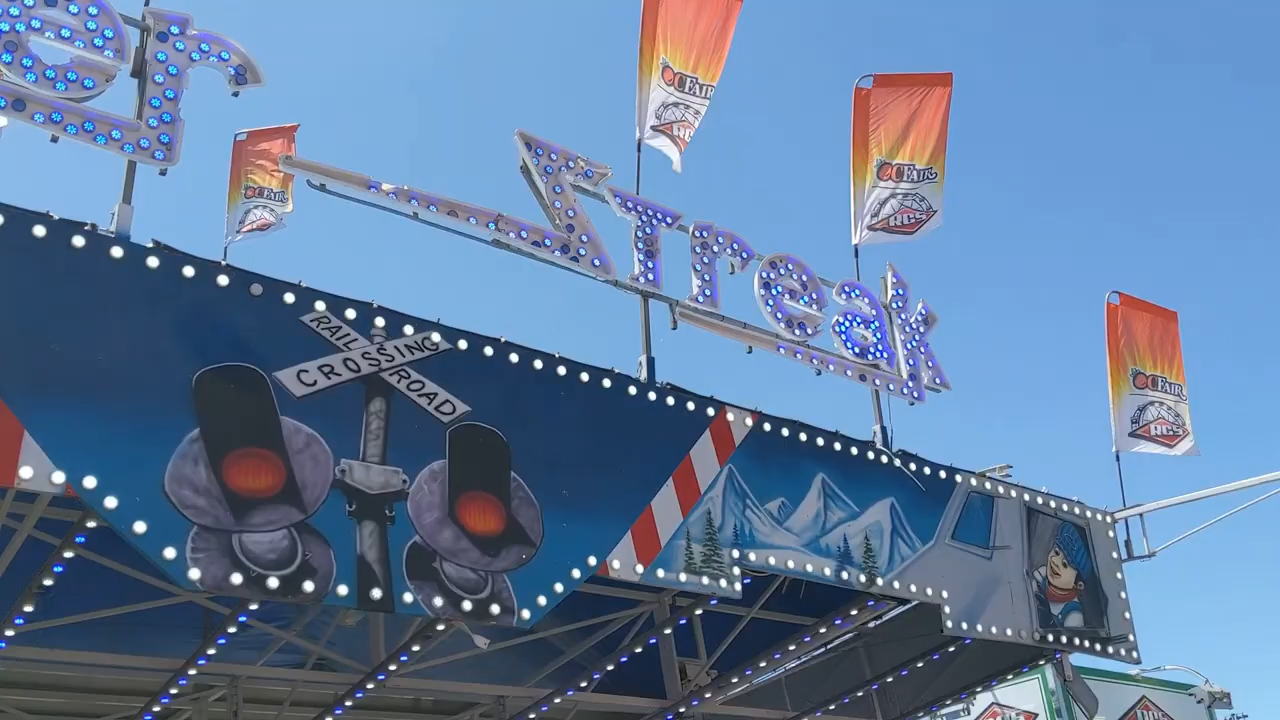 er
Streak
OCFAIR
RCS
OCFAIR
RCS
OCFAIR
RCS
OCFAIR
RCS
RAIL ROAD
CROSSING